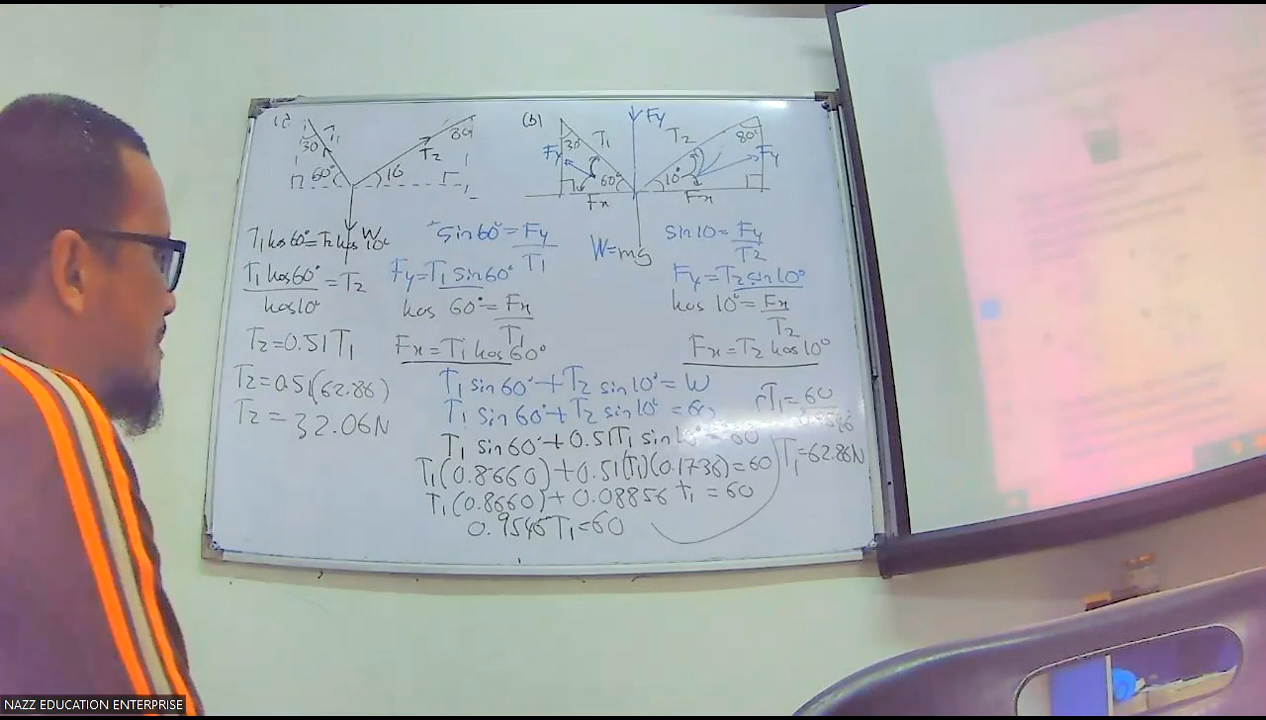 (b)
30° T1 T2 80°
60° 10
W
Fy
30 T1 T2 80°
Fy 60° 10° Fy
Fx Fx
W=mg
T1 kos 60° = T2 kos 10°
T1 kos 60° / kos 10° = T2
T2 = 0.51 T1
T2 = 0.51(62.86)
T2 = 32.06N
sin 60° = Fy / T1
Fy = T1 sin 60°
kos 60° = Fx / T1
Fx = T1 kos 60°
sin 10 = Fy / T2
Fy = T2 sin 10°
kos 10° = Fx / T2
Fx = T2 kos 10°
T1 sin 60° + T2 sin 10° = W
T1 sin 60° + T2 sin 10° = 60
T1 sin 60° + 0.51T1 sin 10° = 60
T1(0.8660) + 0.51(T1)(0.1736) = 60
T1(0.8660) + 0.08856 T1 = 60
0.9546 T1 = 60
T1 = 60
T1 = 62.86N
NAZZ EDUCATION ENTERPRISE